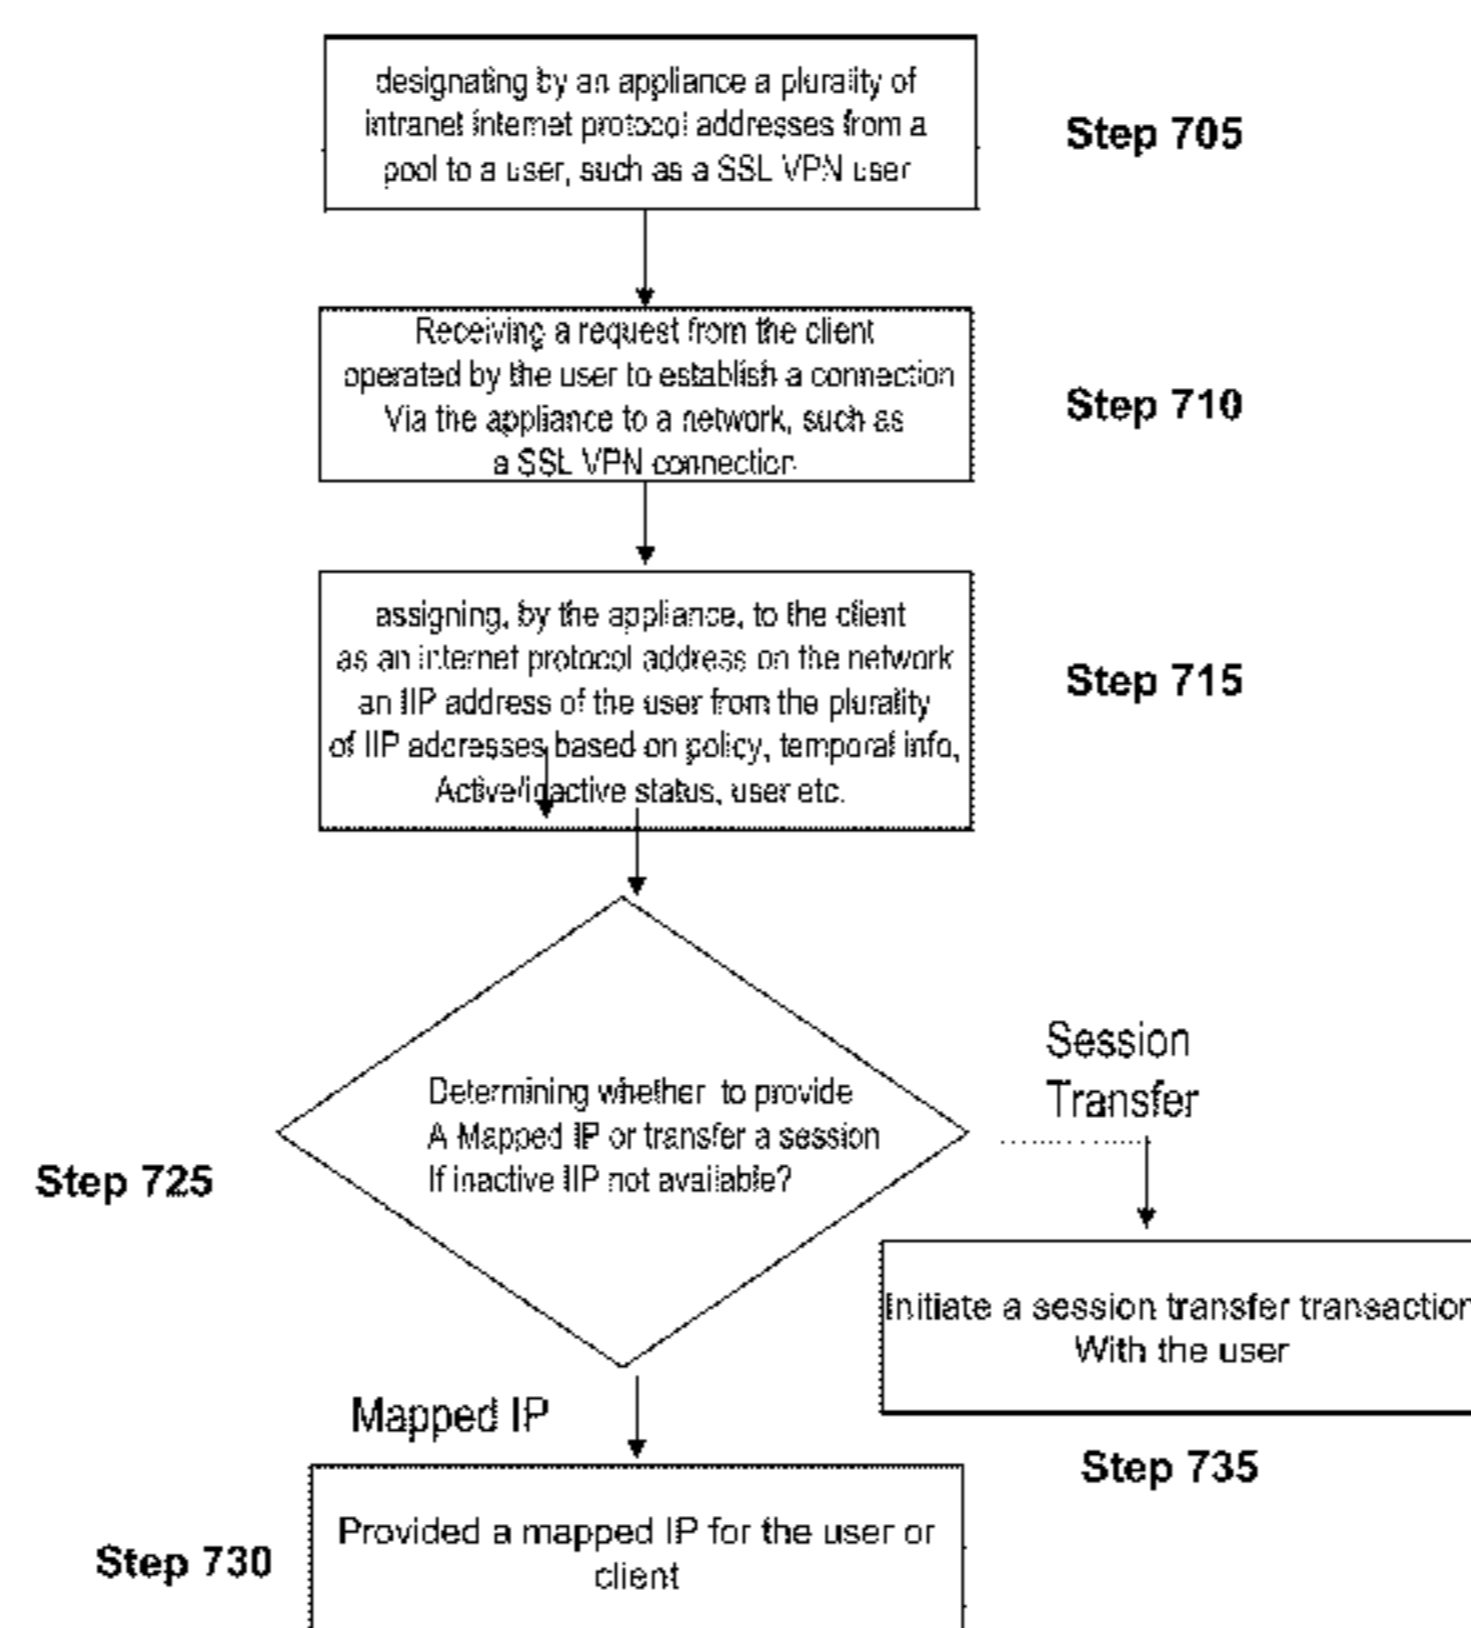 designating by an appliance a plurality of
intranet internet protocol addresses from a
pool to a user, such as a SSL VPN user
Step 705
Receiving a request from the client
operated by the user to establish a connection
Via the appliance to a network, such as
a SSL VPN connection
Step 710
assigning, by the appliance, to the client
as an internet protocol address on the network
an IIP address of the user from the plurality
of IIP addresses based on policy, temporal info,
Active/inactive status, user etc.
Step 715
Determining whether to provide
A Mapped IP or transfer a session
If inactive IIP not available?
Step 725
Session
Transfer
Initiate a session transfer transaction
With the user
Step 735
Mapped IP
Provided a mapped IP for the user or
client
Step 730